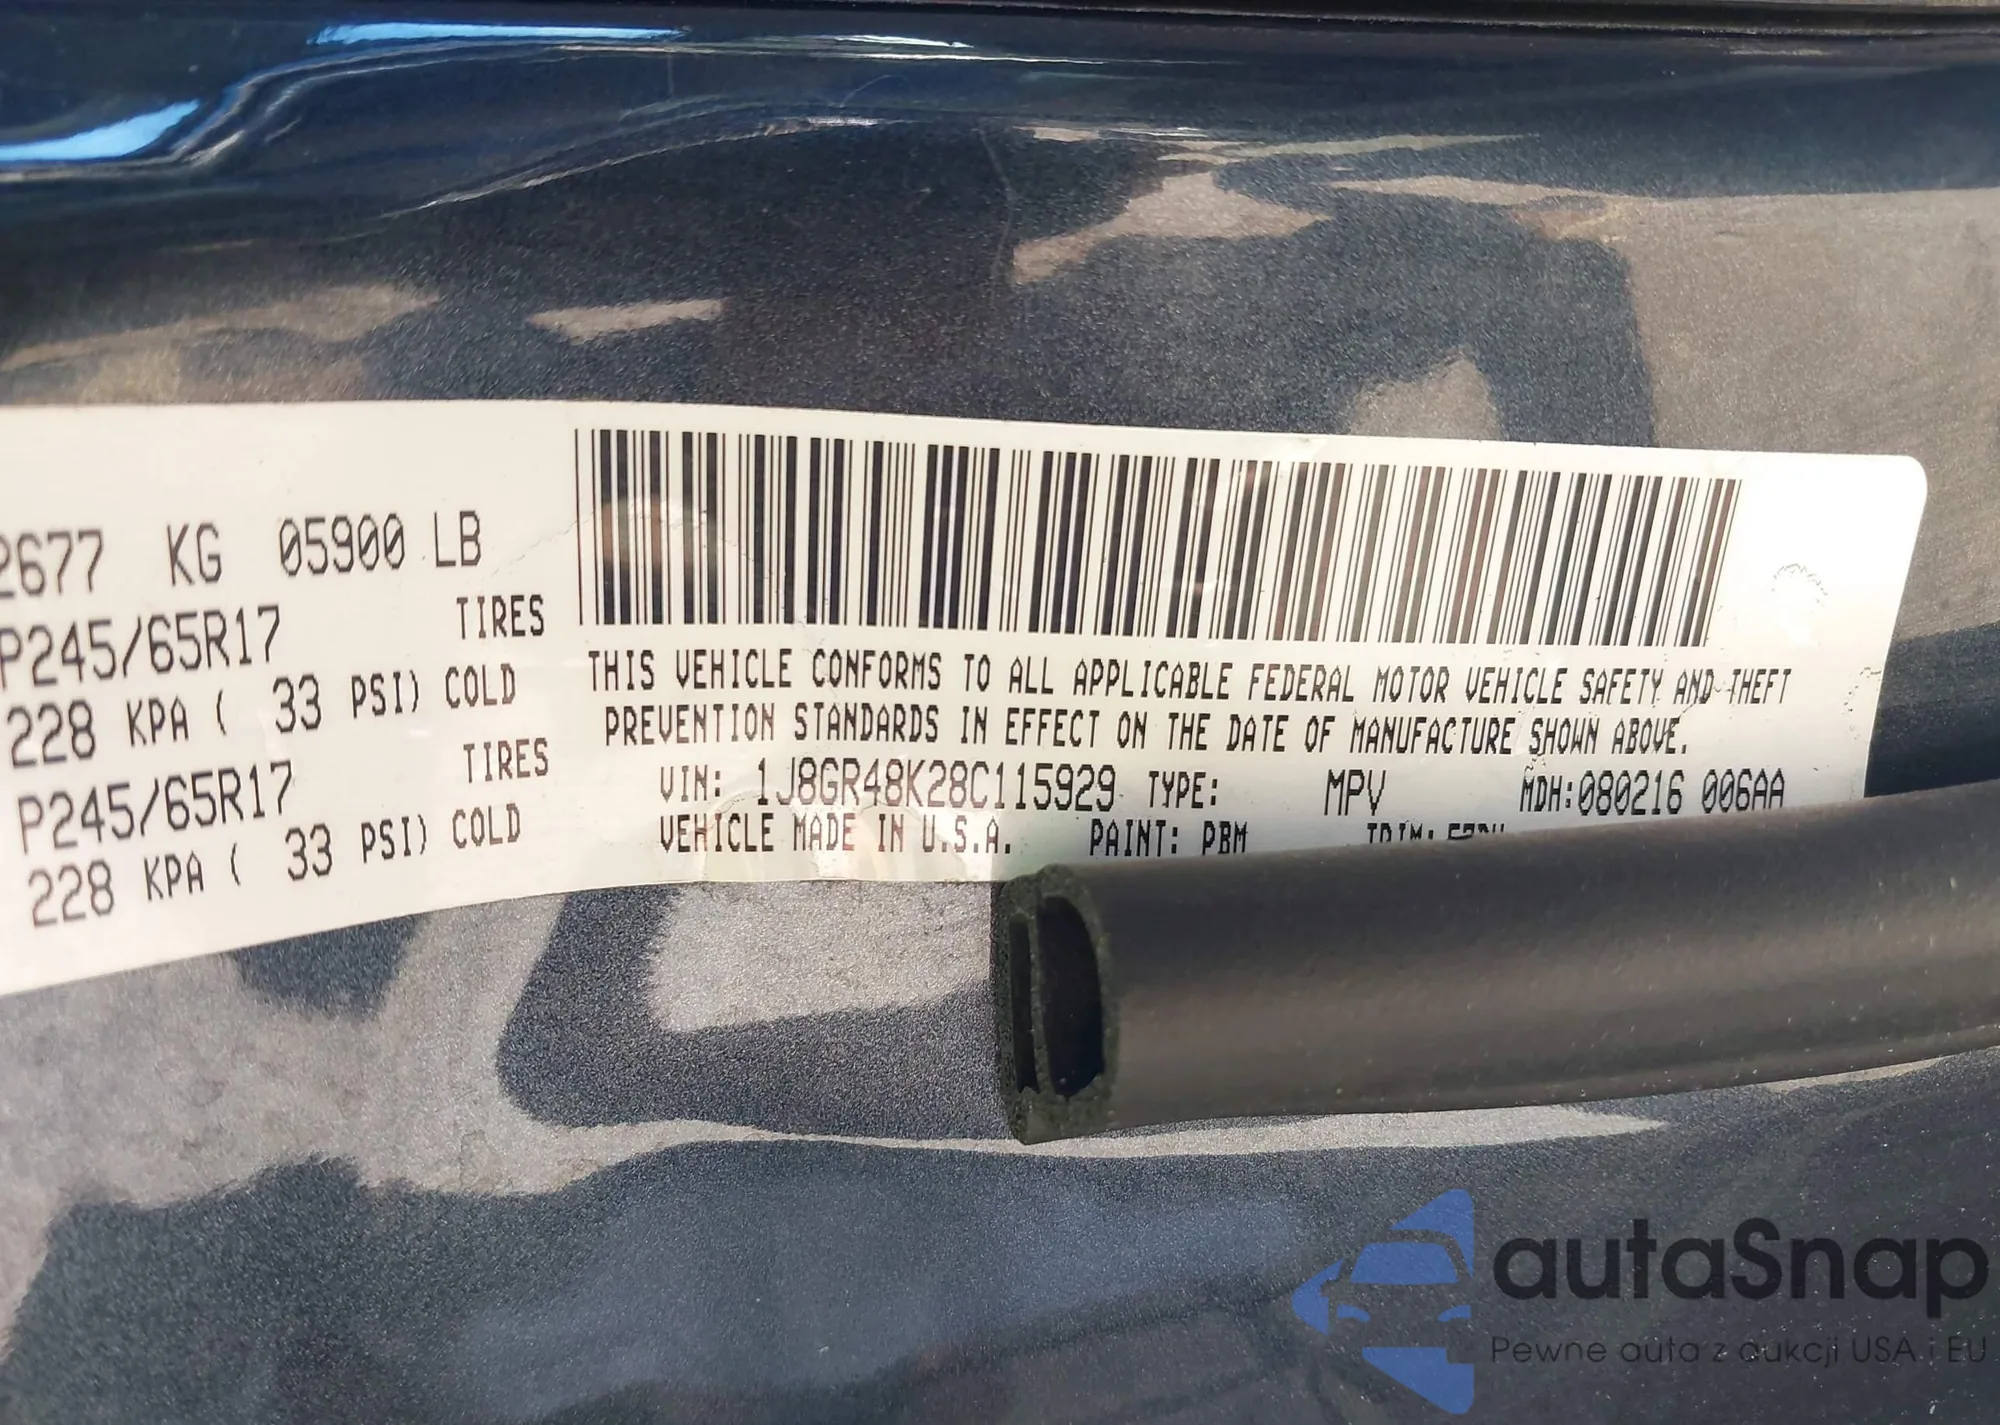 2677 KG 05900 LB
P245/65R17 TIRES
228 KPA ( 33 PSI) COLD
P245/65R17 TIRES
228 KPA ( 33 PSI) COLD
THIS VEHICLE CONFORMS TO ALL APPLICABLE FEDERAL MOTOR VEHICLE SAFETY AND THEFT
PREVENTION STANDARDS IN EFFECT ON THE DATE OF MANUFACTURE SHOWN ABOVE.
VIN: 1J8GR48K28C115929 TYPE: MPV MDH:080216 006AA
VEHICLE MADE IN U.S.A. PAINT: PBM TRIM:
autaSnap
Pewne auta z aukcji USA i EU